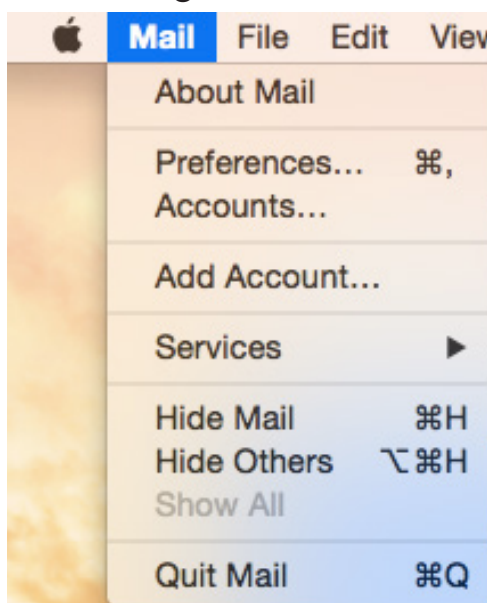 Mail File Edit View
About Mail
Preferences... ⌘,
Accounts...
Add Account...
Services ▶
Hide Mail ⌘H
Hide Others ⌥⌘H
Show All
Quit Mail ⌘Q